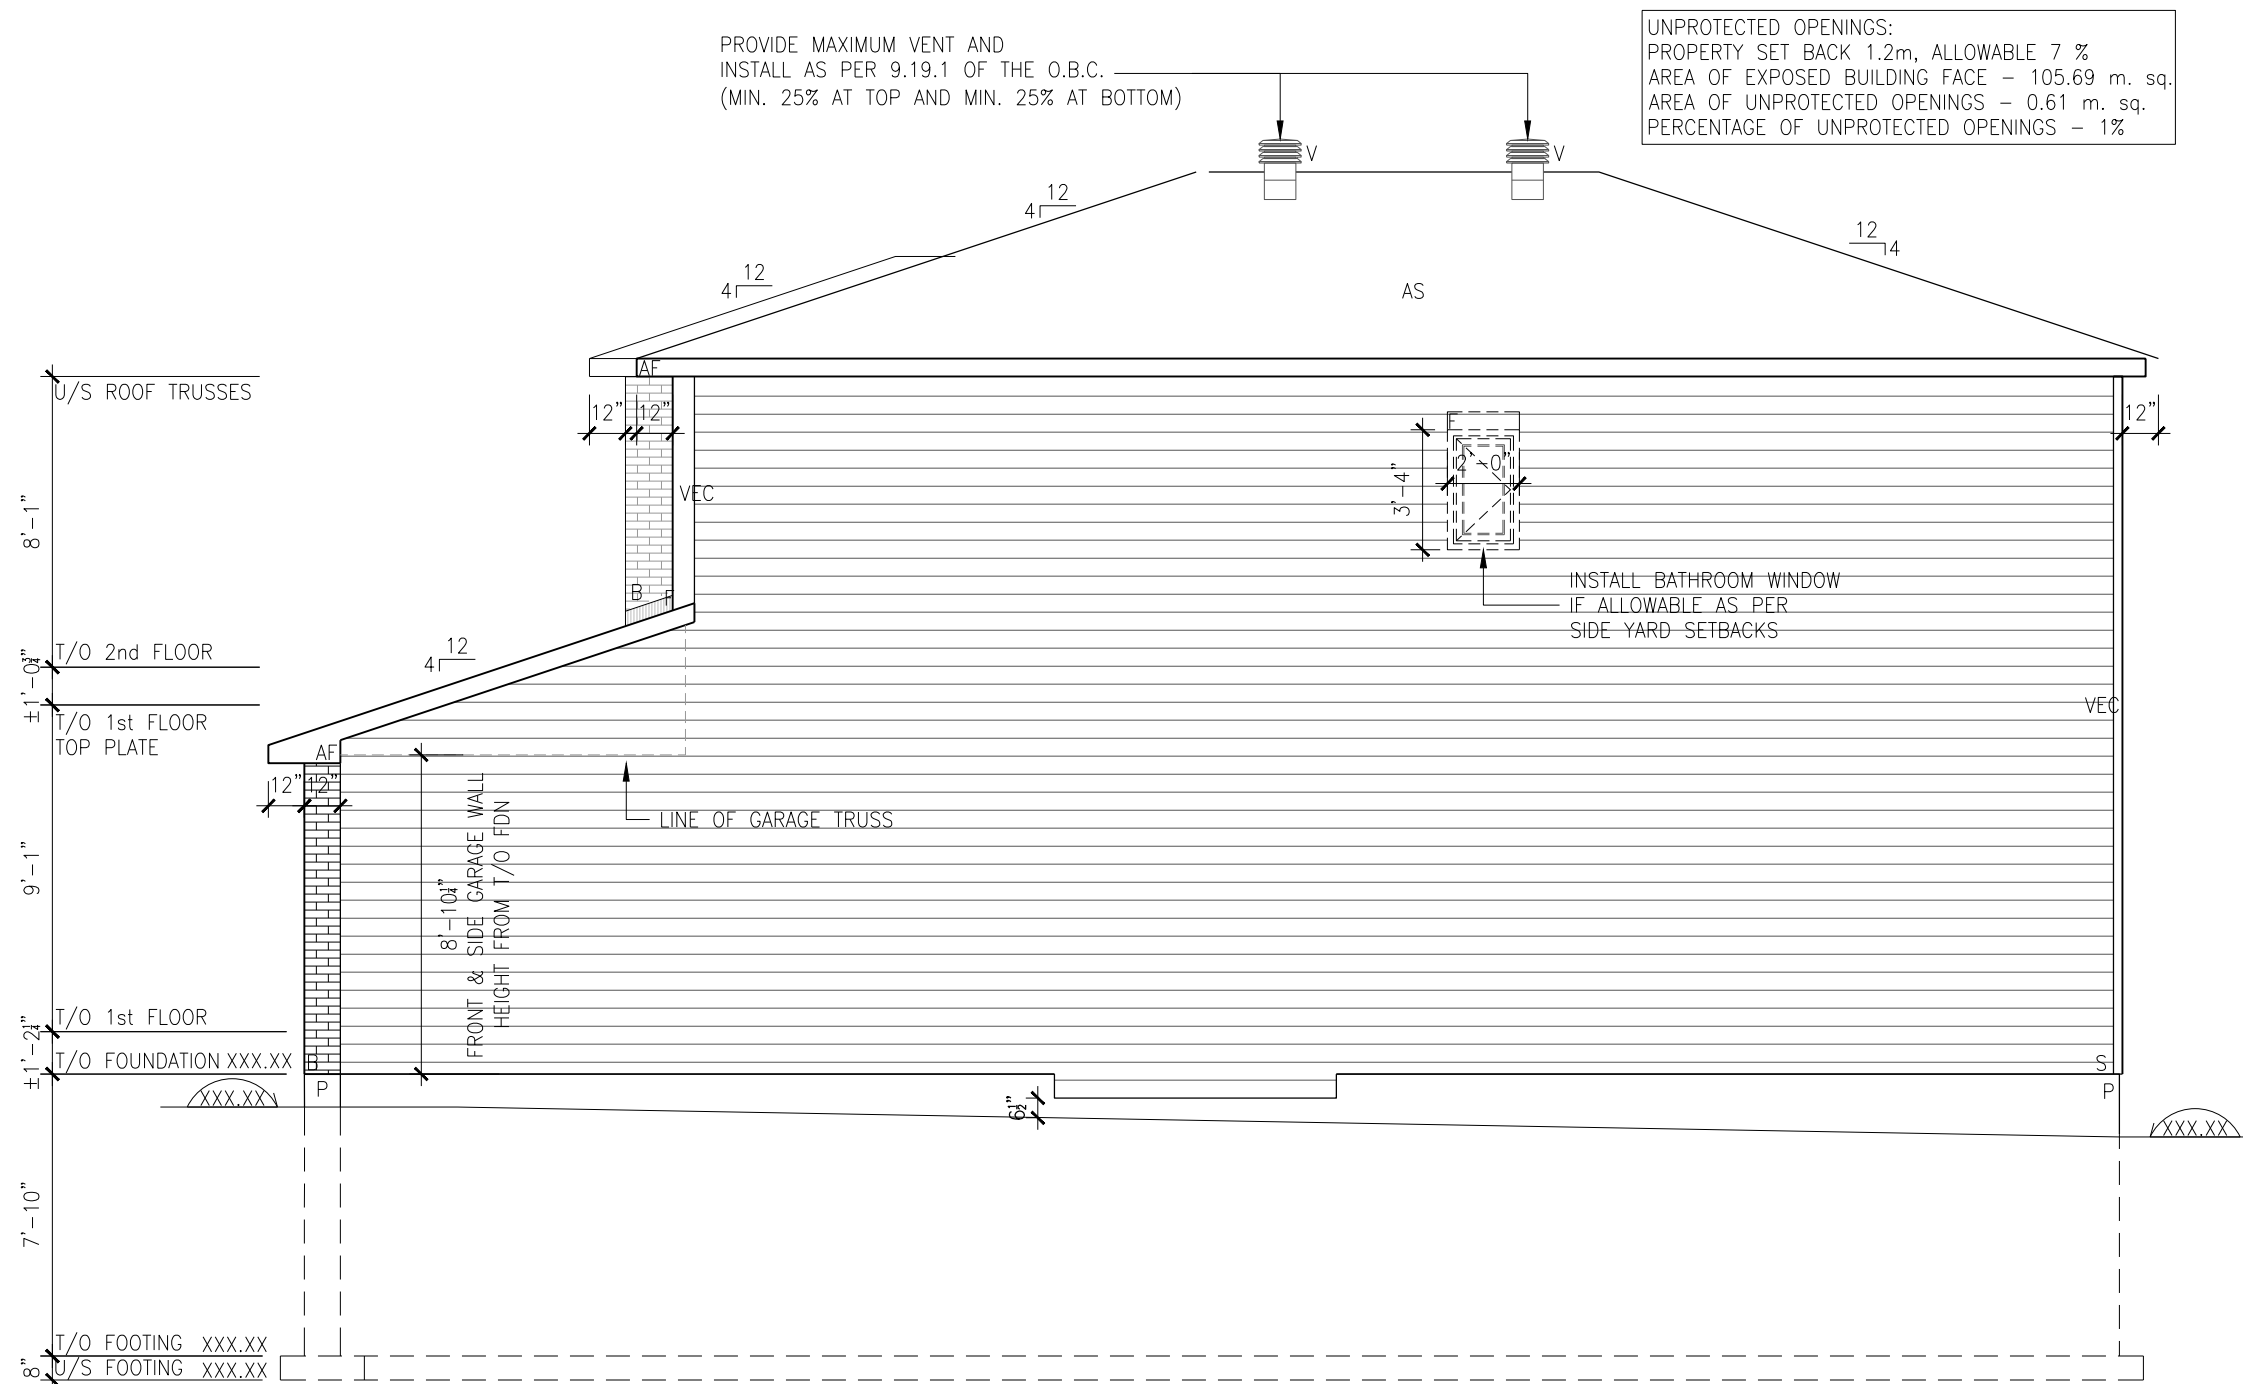 PROVIDE MAXIMUM VENT AND
INSTALL AS PER 9.19.1 OF THE O.B.C.
(MIN. 25% AT TOP AND MIN. 25% AT BOTTOM)
UNPROTECTED OPENINGS:
PROPERTY SET BACK 1.2m, ALLOWABLE 7 %
AREA OF EXPOSED BUILDING FACE – 105.69 m. sq.
AREA OF UNPROTECTED OPENINGS – 0.61 m. sq.
PERCENTAGE OF UNPROTECTED OPENINGS – 1%
V
V
12
4
12
4
12
4
AS
AF
U/S ROOF TRUSSES
12"
12"
12"
F
2'-0"
3'-4"
VEC
8'-1"
INSTALL BATHROOM WINDOW
IF ALLOWABLE AS PER
SIDE YARD SETBACKS
B
F
12
4
T/O 2nd FLOOR
±1'-0¾"
T/O 1st FLOOR
TOP PLATE
VEC
AF
12"
12"
LINE OF GARAGE TRUSS
8'-10¼"
FRONT & SIDE GARAGE WALL
HEIGHT FROM T/O FDN
9'-1"
T/O 1st FLOOR
±1'-2¼"
T/O FOUNDATION XXX.XX
B
S
P
P
XXX.XX
6½"
XXX.XX
7'-10"
T/O FOOTING XXX.XX
U/S FOOTING XXX.XX
8"